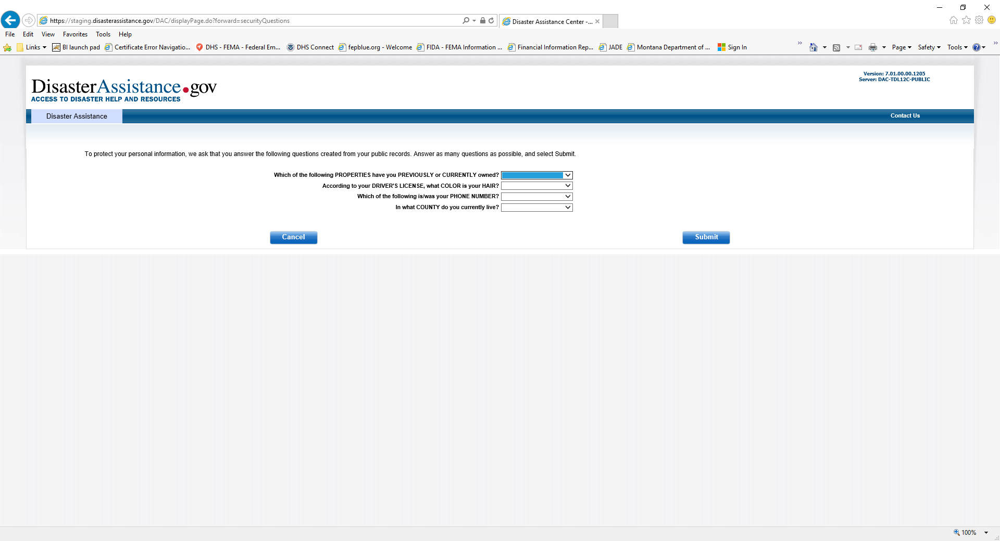 https://staging.disasterassistance.gov/DAC/displayPage.do?forward=securityQuestions
Disaster Assistance Center -...
File Edit View Favorites Tools Help
Links BI launch pad Certificate Error Navigatio... DHS - FEMA - Federal Em... DHS Connect fepblue.org - Welcome FIDA - FEMA Information ... Financial Information Rep... JADE Montana Department of ... Sign In
Page Safety Tools
Version: 7.01.00.00.1205
Server: DAC-TDL12C-PUBLIC
DisasterAssistance.gov
ACCESS TO DISASTER HELP AND RESOURCES
Disaster Assistance
Contact Us
To protect your personal information, we ask that you answer the following questions created from your public records. Answer as many questions as possible, and select Submit.
Which of the following PROPERTIES have you PREVIOUSLY or CURRENTLY owned?
According to your DRIVER'S LICENSE, what COLOR is your HAIR?
Which of the following is/was your PHONE NUMBER?
In what COUNTY do you currently live?
Cancel
Submit
100%